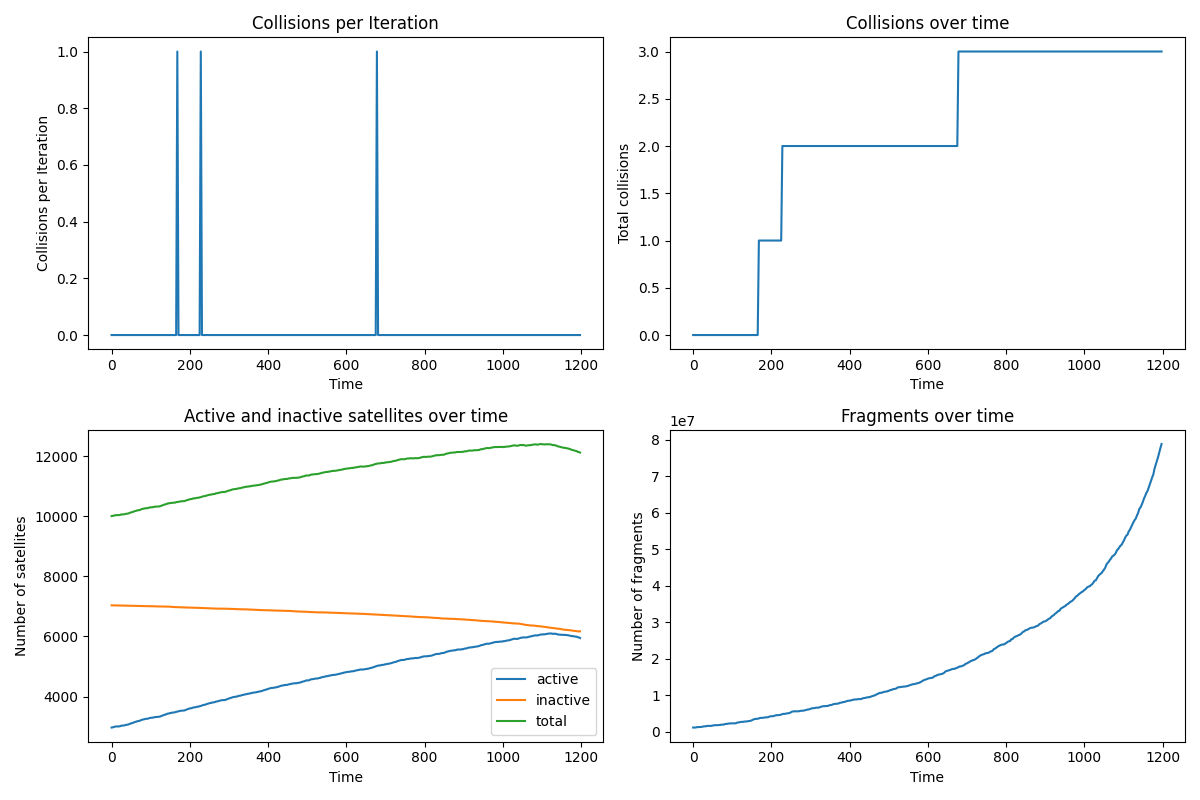 Collisions per Iteration
Collisions per Iteration
1.0
0.8
0.6
0.4
0.2
0.0
0 200 400 600 800 1000 1200
Time
Collisions over time
Total collisions
3.0
2.5
2.0
1.5
1.0
0.5
0.0
0 200 400 600 800 1000 1200
Time
Active and inactive satellites over time
Number of satellites
12000
10000
8000
6000
4000
active
inactive
total
0 200 400 600 800 1000 1200
Time
Fragments over time
1e7
Number of fragments
8
7
6
5
4
3
2
1
0
0 200 400 600 800 1000 1200
Time